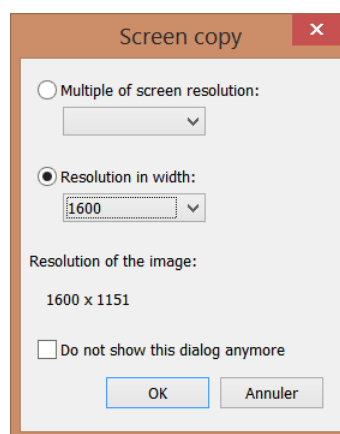 Screen copy
Multiple of screen resolution:
Resolution in width:
1600
Resolution of the image:
1600 x 1151
Do not show this dialog anymore
OK Annuler